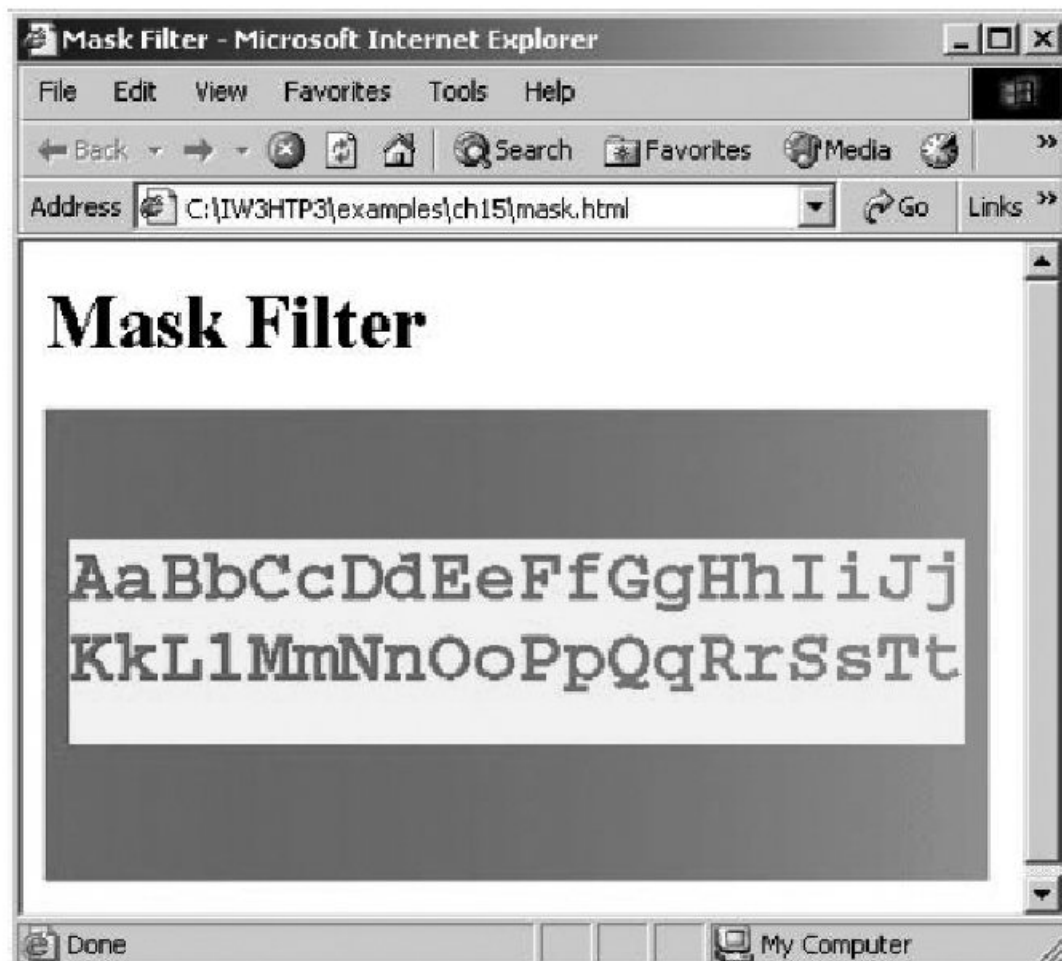 Mask Filter - Microsoft Internet Explorer
File Edit View Favorites Tools Help
Back Search Favorites Media »
Address C:\IW3HTP3\examples\ch15\mask.html Go Links »
Mask Filter
AaBbCcDdEeFfGgHhIiJj
KkLlMmNnOoPpQqRrSsTt
Done My Computer